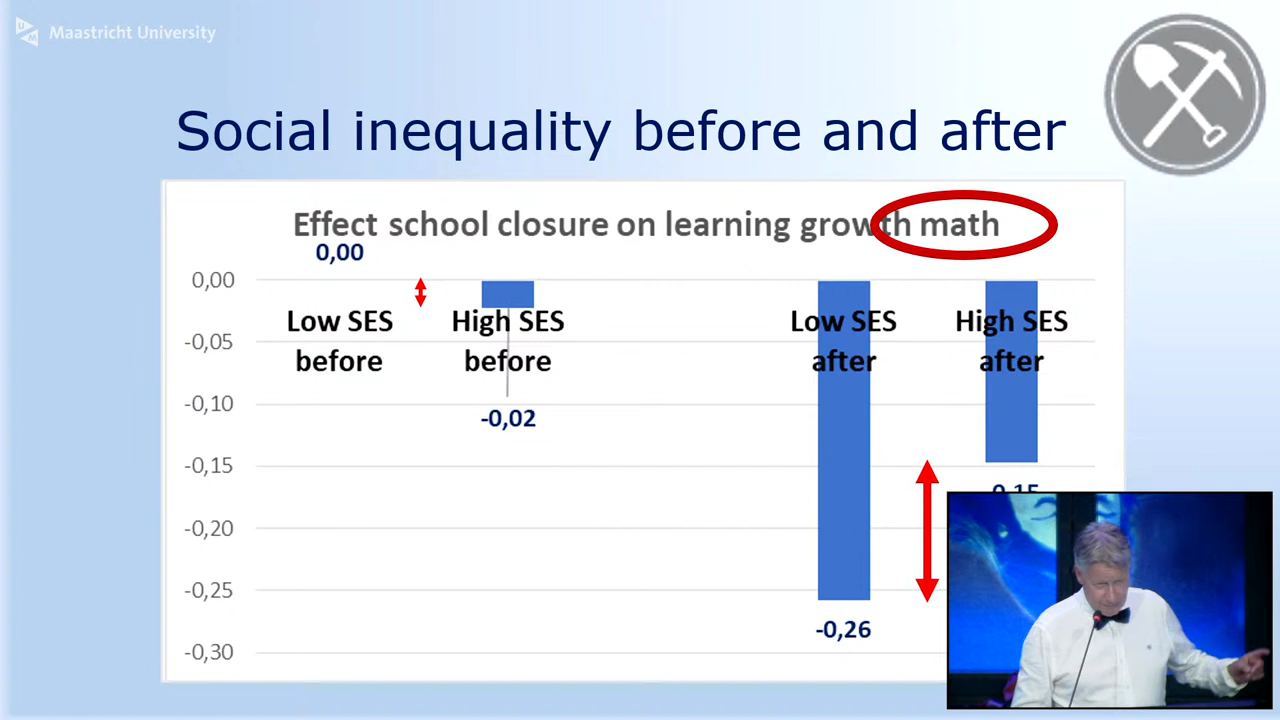 Maastricht University
Social inequality before and after
Effect school closure on learning growth math
0,00
0,00
Low SES
before
High SES
before
Low SES
after
High SES
after
-0,05
-0,10
-0,02
-0,15
-0,20
-0,25
-0,26
-0,30